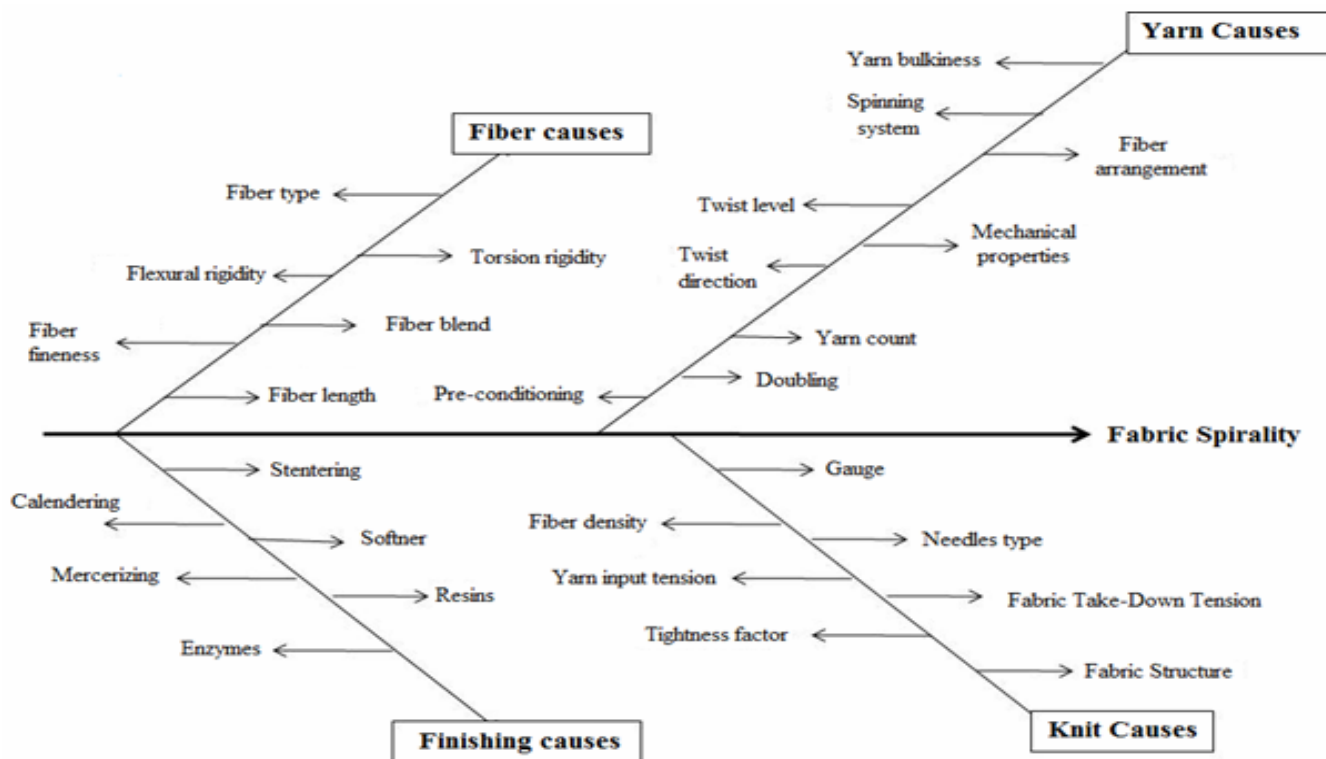 Yarn Causes
Yarn bulkiness
Spinning
system
Fiber
arrangement
Twist level
Mechanical
properties
Twist
direction
Yarn count
Doubling
Pre-conditioning
Fiber causes
Fiber type
Torsion rigidity
Flexural rigidity
Fiber blend
Fiber
fineness
Fiber length
Fabric Spirality
Stentering
Calendering
Softner
Mercerizing
Resins
Enzymes
Finishing causes
Gauge
Fiber density
Needles type
Yarn input tension
Fabric Take-Down Tension
Tightness factor
Fabric Structure
Knit Causes